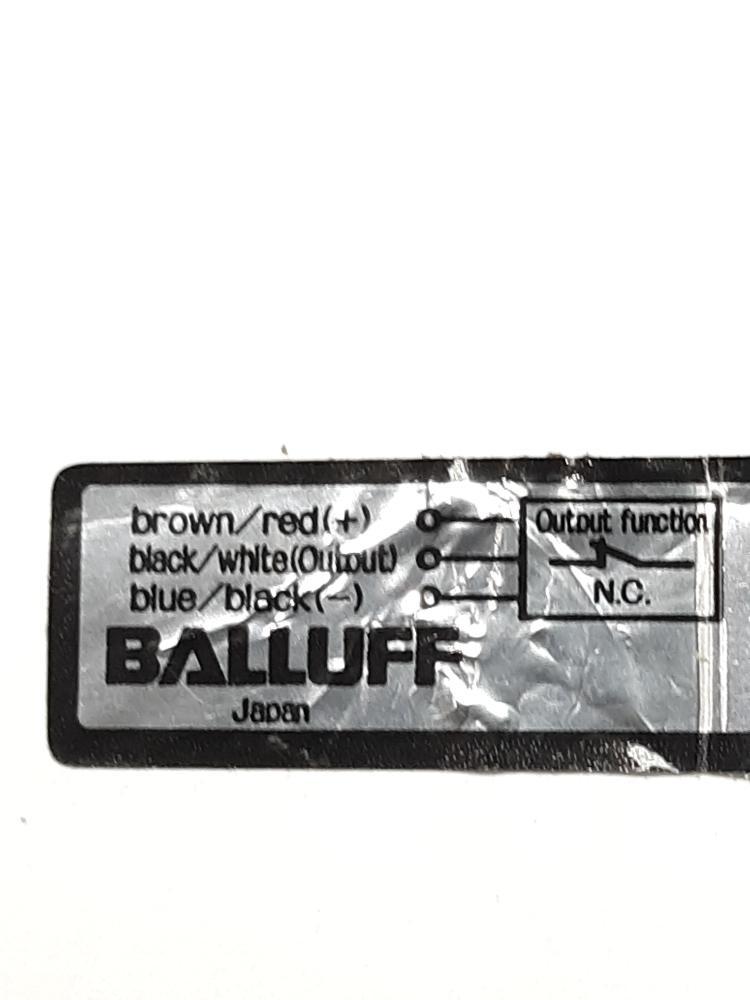 brown/red(+)
black/white(Output)
blue/black(-)
Output function
N.C.
BALLUFF
Japan